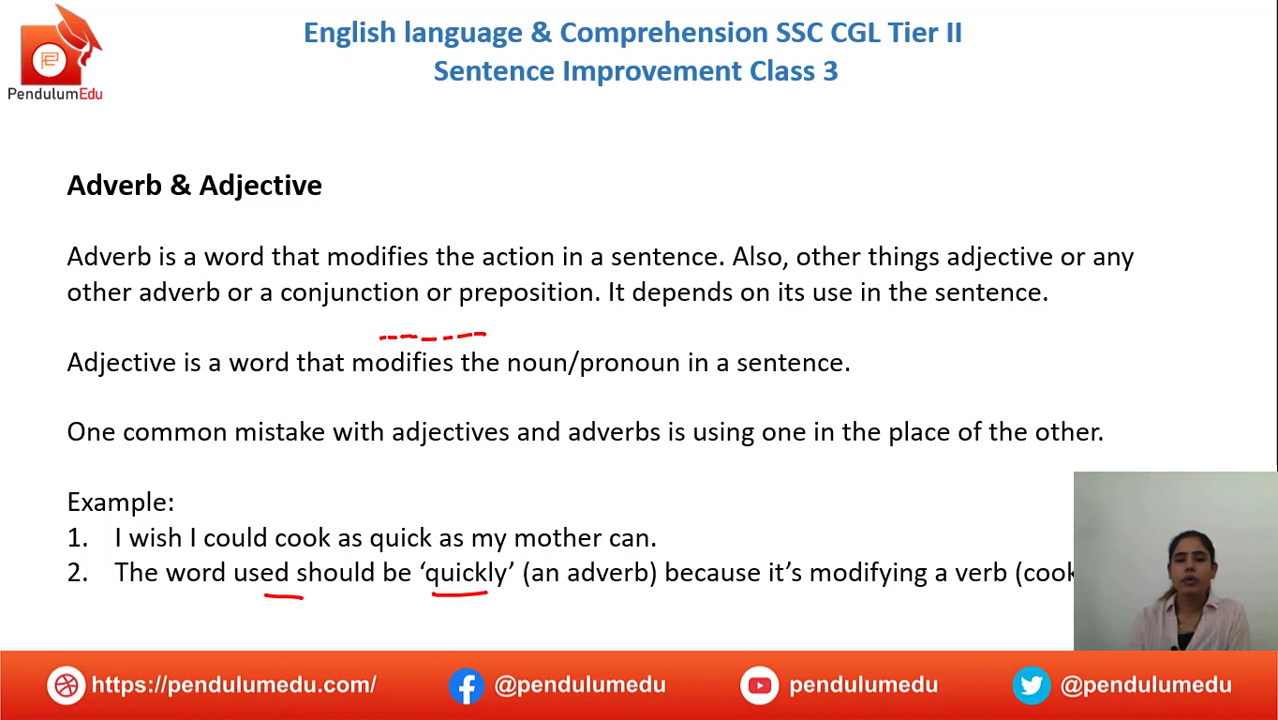 English language & Comprehension SSC CGL Tier II
Sentence Improvement Class 3
PendulumEdu
Adverb & Adjective
Adverb is a word that modifies the action in a sentence. Also, other things adjective or any
other adverb or a conjunction or preposition. It depends on its use in the sentence.
Adjective is a word that modifies the noun/pronoun in a sentence.
One common mistake with adjectives and adverbs is using one in the place of the other.
Example:
1. I wish I could cook as quick as my mother can.
2. The word used should be ‘quickly’ (an adverb) because it’s modifying a verb (cook
https://pendulumedu.com/ @pendulumedu pendulumedu @pendulumedu